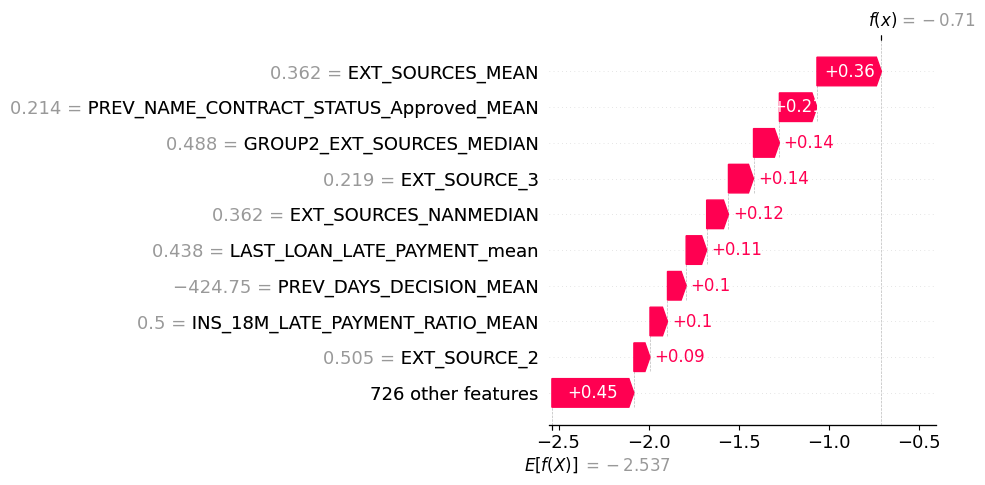 f(x) = −0.71
0.362 = EXT_SOURCES_MEAN +0.36
0.214 = PREV_NAME_CONTRACT_STATUS_Approved_MEAN +0.21
0.488 = GROUP2_EXT_SOURCES_MEDIAN +0.14
0.219 = EXT_SOURCE_3 +0.14
0.362 = EXT_SOURCES_NANMEDIAN +0.12
0.438 = LAST_LOAN_LATE_PAYMENT_mean +0.11
−424.75 = PREV_DAYS_DECISION_MEAN +0.1
0.5 = INS_18M_LATE_PAYMENT_RATIO_MEAN +0.1
0.505 = EXT_SOURCE_2 +0.09
726 other features +0.45
−2.5 −2.0 −1.5 −1.0 −0.5
E[f(X)] = −2.537